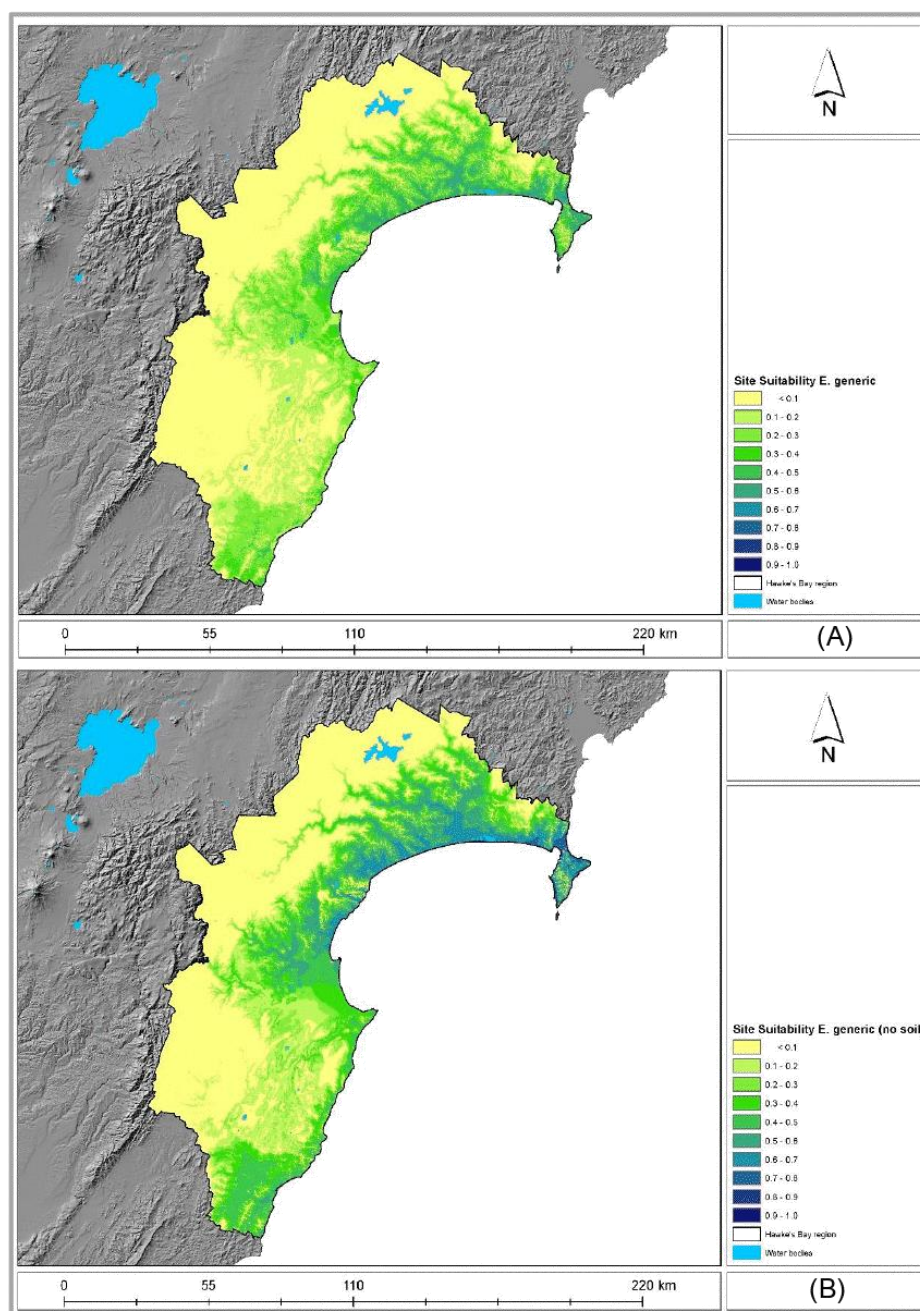 N
Site Suitability E. generic
< 0.1
0.1 - 0.2
0.2 - 0.3
0.3 - 0.4
0.4 - 0.5
0.5 - 0.6
0.6 - 0.7
0.7 - 0.8
0.8 - 0.9
0.9 - 1.0
Hawke's Bay region
Water bodies
0 55 110 220 km
(A)
N
Site Suitability E. generic (no soil
< 0.1
0.1 - 0.2
0.2 - 0.3
0.3 - 0.4
0.4 - 0.5
0.5 - 0.6
0.6 - 0.7
0.7 - 0.8
0.8 - 0.9
0.9 - 1.0
Hawke's Bay region
Water bodies
0 55 110 220 km
(B)